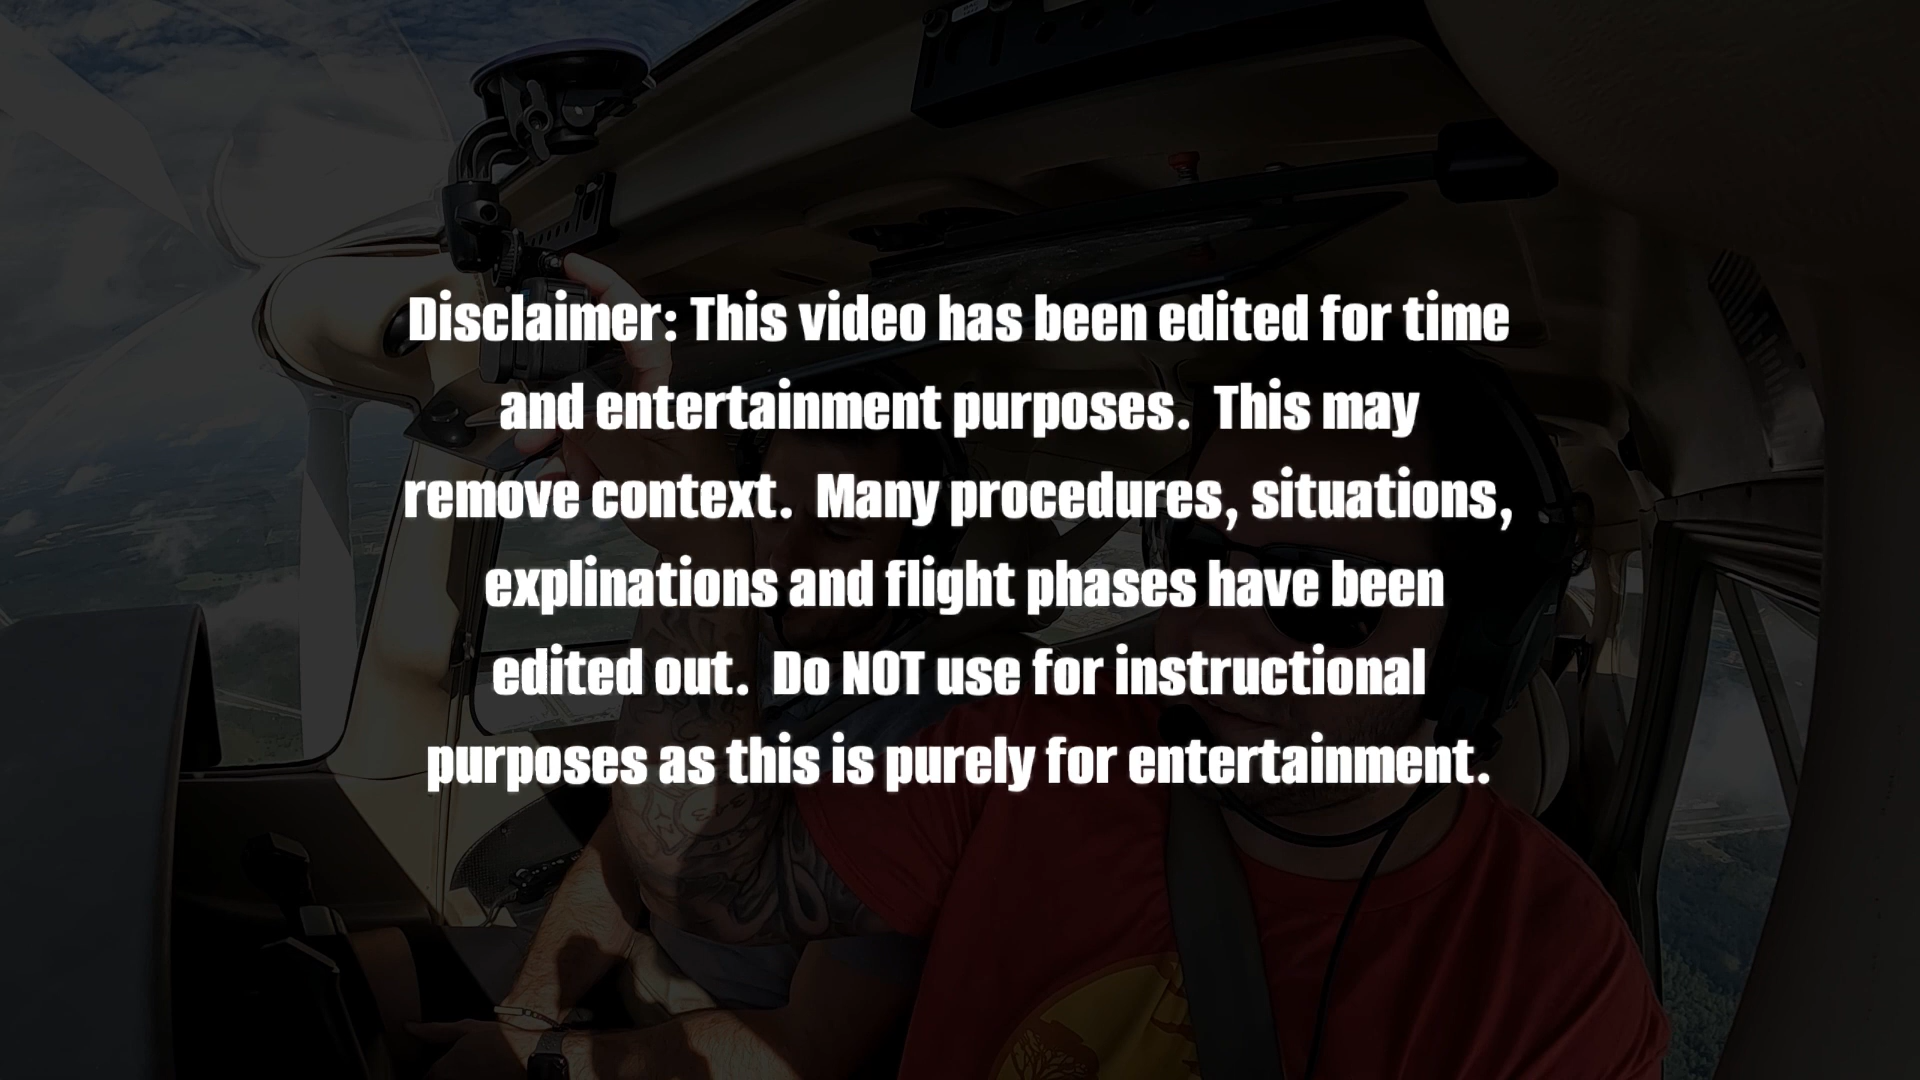 Disclaimer: This video has been edited for time
and entertainment purposes.  This may
remove context.  Many procedures, situations,
explinations and flight phases have been
edited out.  Do NOT use for instructional
purposes as this is purely for entertainment.